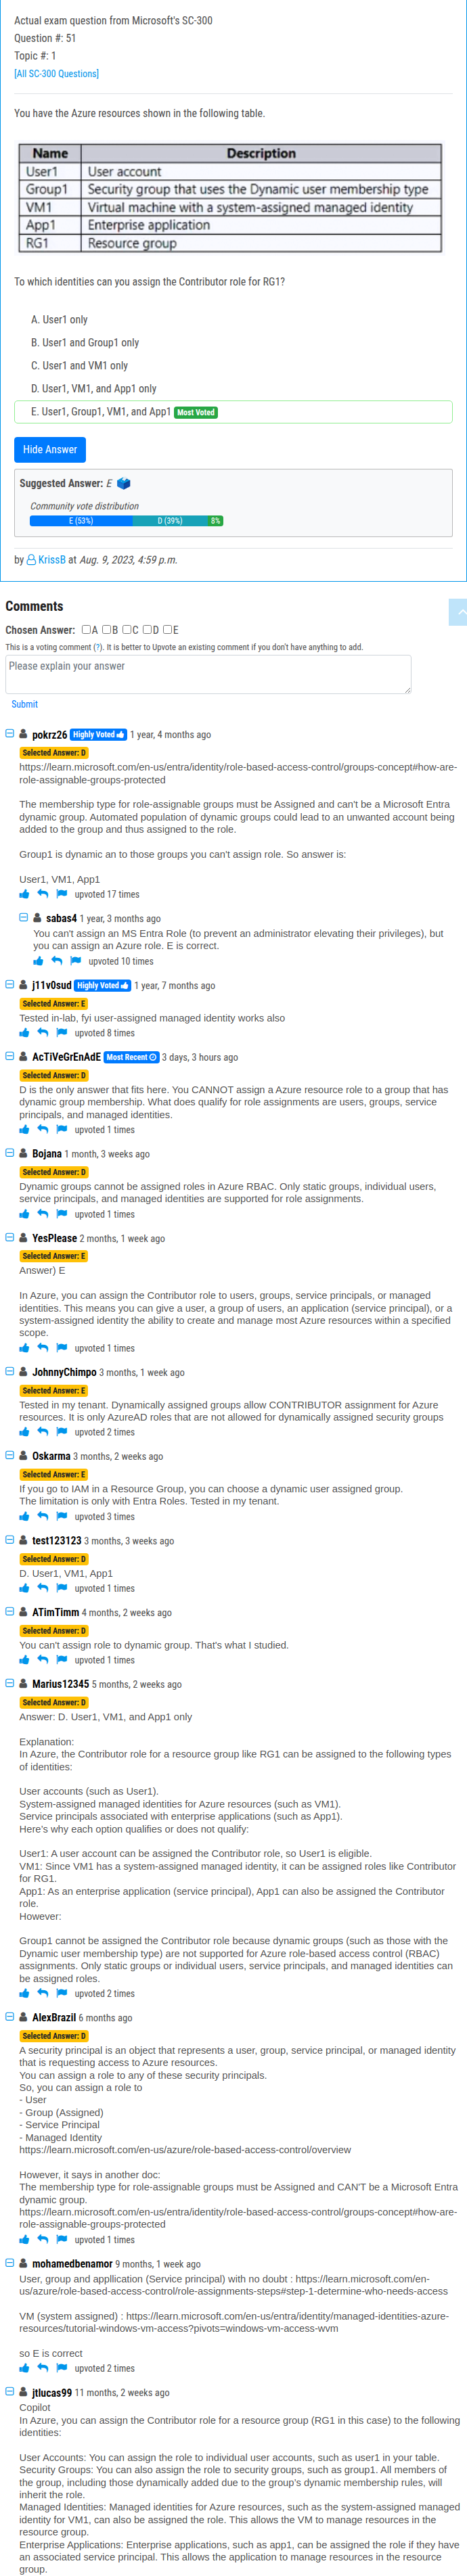 Actual exam question from Microsoft's SC-300
Question #: 51
Topic #: 1
[All SC-300 Questions]
You have the Azure resources shown in the following table.
Name Description
User1 User account
Group1 Security group that uses the Dynamic user membership type
VM1 Virtual machine with a system-assigned managed identity
App1 Enterprise application
RG1 Resource group
To which identities can you assign the Contributor role for RG1?
A. User1 only
B. User1 and Group1 only
C. User1 and VM1 only
D. User1, VM1, and App1 only
E. User1, Group1, VM1, and App1 Most Voted
Hide Answer
Suggested Answer: E
Community vote distribution
E (53%) D (39%) 8%
by KrissB at Aug. 9, 2023, 4:59 p.m.
Comments
Chosen Answer: A B C D E
This is a voting comment (?). It is better to Upvote an existing comment if you don't have anything to add.
Please explain your answer
Submit
pokrz26 Highly Voted 1 year, 4 months ago
Selected Answer: D
https://learn.microsoft.com/en-us/entra/identity/role-based-access-control/groups-concept#how-are-
role-assignable-groups-protected
The membership type for role-assignable groups must be Assigned and can't be a Microsoft Entra
dynamic group. Automated population of dynamic groups could lead to an unwanted account being
added to the group and thus assigned to the role.
Group1 is dynamic an to those groups you can't assign role. So answer is:
User1, VM1, App1
upvoted 17 times
sabas4 1 year, 3 months ago
You can't assign an MS Entra Role (to prevent an administrator elevating their privileges), but
you can assign an Azure role. E is correct.
upvoted 10 times
j11v0sud Highly Voted 1 year, 7 months ago
Selected Answer: E
Tested in-lab, fyi user-assigned managed identity works also
upvoted 8 times
AcTiVeGrEnAdE Most Recent 3 days, 3 hours ago
Selected Answer: D
D is the only answer that fits here. You CANNOT assign a Azure resource role to a group that has
dynamic group membership. What does qualify for role assignments are users, groups, service
principals, and managed identities.
upvoted 1 times
Bojana 1 month, 3 weeks ago
Selected Answer: D
Dynamic groups cannot be assigned roles in Azure RBAC. Only static groups, individual users,
service principals, and managed identities are supported for role assignments.
upvoted 1 times
YesPlease 2 months, 1 week ago
Selected Answer: E
Answer) E
In Azure, you can assign the Contributor role to users, groups, service principals, or managed
identities. This means you can give a user, a group of users, an application (service principal), or a
system-assigned identity the ability to create and manage most Azure resources within a specified
scope.
upvoted 1 times
JohnnyChimpo 3 months, 1 week ago
Selected Answer: E
Tested in my tenant. Dynamically assigned groups allow CONTRIBUTOR assignment for Azure
resources. It is only AzureAD roles that are not allowed for dynamically assigned security groups
upvoted 2 times
Oskarma 3 months, 2 weeks ago
Selected Answer: E
If you go to IAM in a Resource Group, you can choose a dynamic user assigned group.
The limitation is only with Entra Roles. Tested in my tenant.
upvoted 3 times
test123123 3 months, 3 weeks ago
Selected Answer: D
D. User1, VM1, App1
upvoted 1 times
ATimTimm 4 months, 2 weeks ago
Selected Answer: D
You can't assign role to dynamic group. That's what I studied.
upvoted 1 times
Marius12345 5 months, 2 weeks ago
Selected Answer: D
Answer: D. User1, VM1, and App1 only
Explanation:
In Azure, the Contributor role for a resource group like RG1 can be assigned to the following types
of identities:
User accounts (such as User1).
System-assigned managed identities for Azure resources (such as VM1).
Service principals associated with enterprise applications (such as App1).
Here's why each option qualifies or does not qualify:
User1: A user account can be assigned the Contributor role, so User1 is eligible.
VM1: Since VM1 has a system-assigned managed identity, it can be assigned roles like Contributor
for RG1.
App1: As an enterprise application (service principal), App1 can also be assigned the Contributor
role.
However:
Group1 cannot be assigned the Contributor role because dynamic groups (such as those with the
Dynamic user membership type) are not supported for Azure role-based access control (RBAC)
assignments. Only static groups or individual users, service principals, and managed identities can
be assigned roles.
upvoted 2 times
AlexBrazil 6 months ago
Selected Answer: D
A security principal is an object that represents a user, group, service principal, or managed identity
that is requesting access to Azure resources.
You can assign a role to any of these security principals.
So, you can assign a role to
- User
- Group (Assigned)
- Service Principal
- Managed Identity
https://learn.microsoft.com/en-us/azure/role-based-access-control/overview
However, it says in another doc:
The membership type for role-assignable groups must be Assigned and CAN'T be a Microsoft Entra
dynamic group.
https://learn.microsoft.com/en-us/entra/identity/role-based-access-control/groups-concept#how-are-
role-assignable-groups-protected
upvoted 1 times
mohamedbenamor 9 months, 1 week ago
User, group and appllication (Service principal) with no doubt : https://learn.microsoft.com/en-
us/azure/role-based-access-control/role-assignments-steps#step-1-determine-who-needs-access
VM (system assigned) : https://learn.microsoft.com/en-us/entra/identity/managed-identities-azure-
resources/tutorial-windows-vm-access?pivots=windows-vm-access-wvm
so E is correct
upvoted 2 times
jtlucas99 11 months, 2 weeks ago
Copilot
In Azure, you can assign the Contributor role for a resource group (RG1 in this case) to the following
identities:
User Accounts: You can assign the role to individual user accounts, such as user1 in your table.
Security Groups: You can also assign the role to security groups, such as group1. All members of
the group, including those dynamically added due to the group's dynamic membership rules, will
inherit the role.
Managed Identities: Managed identities for Azure resources, such as the system-assigned managed
identity for VM1, can also be assigned the role. This allows the VM to manage resources in the
resource group.
Enterprise Applications: Enterprise applications, such as app1, can be assigned the role if they have
an associated service principal. This allows the application to manage resources in the resource
group.